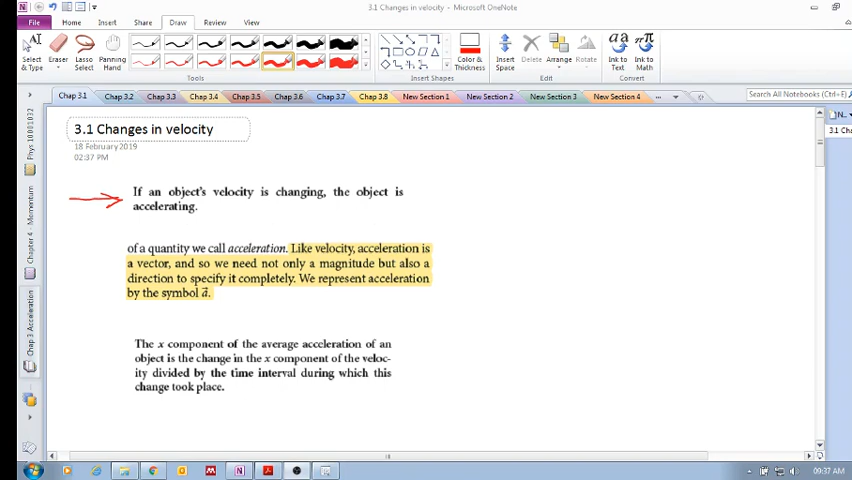 3.1 Changes in velocity - Microsoft OneNote
File Home Insert Share Draw Review View
Select & Type Eraser Lasso Select Panning Hand Color & Thickness Insert Space Delete Arrange Rotate Ink to Text Ink to Math
Tools Insert Shapes Edit Convert
Chap 3.1 Chap 3.2 Chap 3.3 Chap 3.4 Chap 3.5 Chap 3.6 Chap 3.7 Chap 3.8 New Section 1 New Section 2 New Section 3 New Section 4 ... Search All Notebooks (Ctrl+E)
N...
3.1 Changes in velocity
3.1 Chang
18 February 2019
02:37 PM
Phys 10001032
Chapter 4 - Momentum
Chap 3 Acceleration
If an object's velocity is changing, the object is
accelerating.
of a quantity we call acceleration. Like velocity, acceleration is
a vector, and so we need not only a magnitude but also a
direction to specify it completely. We represent acceleration
by the symbol a⃗.
The x component of the average acceleration of an
object is the change in the x component of the veloc-
ity divided by the time interval during which this
change took place.
09:37 AM